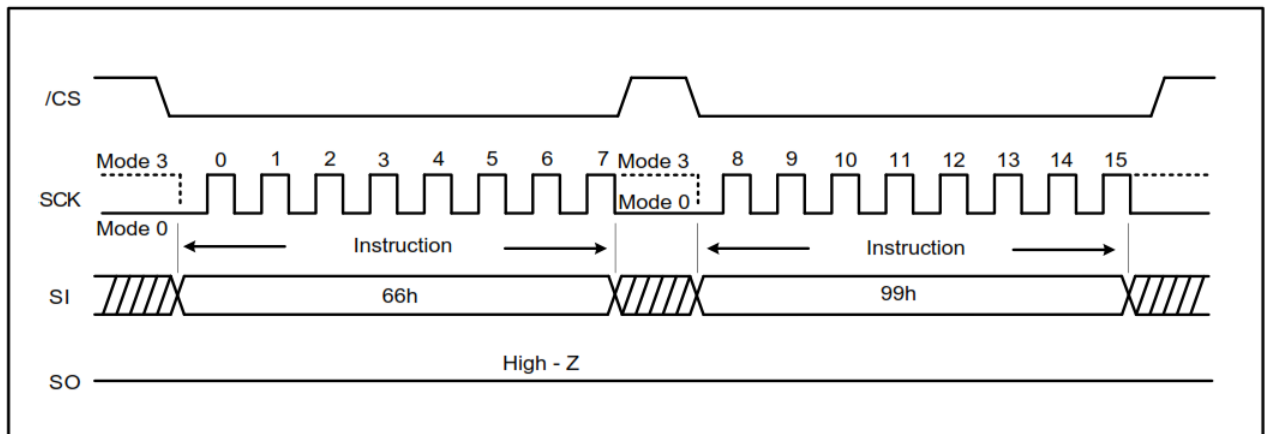 /CS
Mode 3 0 1 2 3 4 5 6 7 Mode 3 8 9 10 11 12 13 14 15
SCK
Mode 0
Mode 0
Instruction Instruction
SI 66h 99h
High - Z
SO